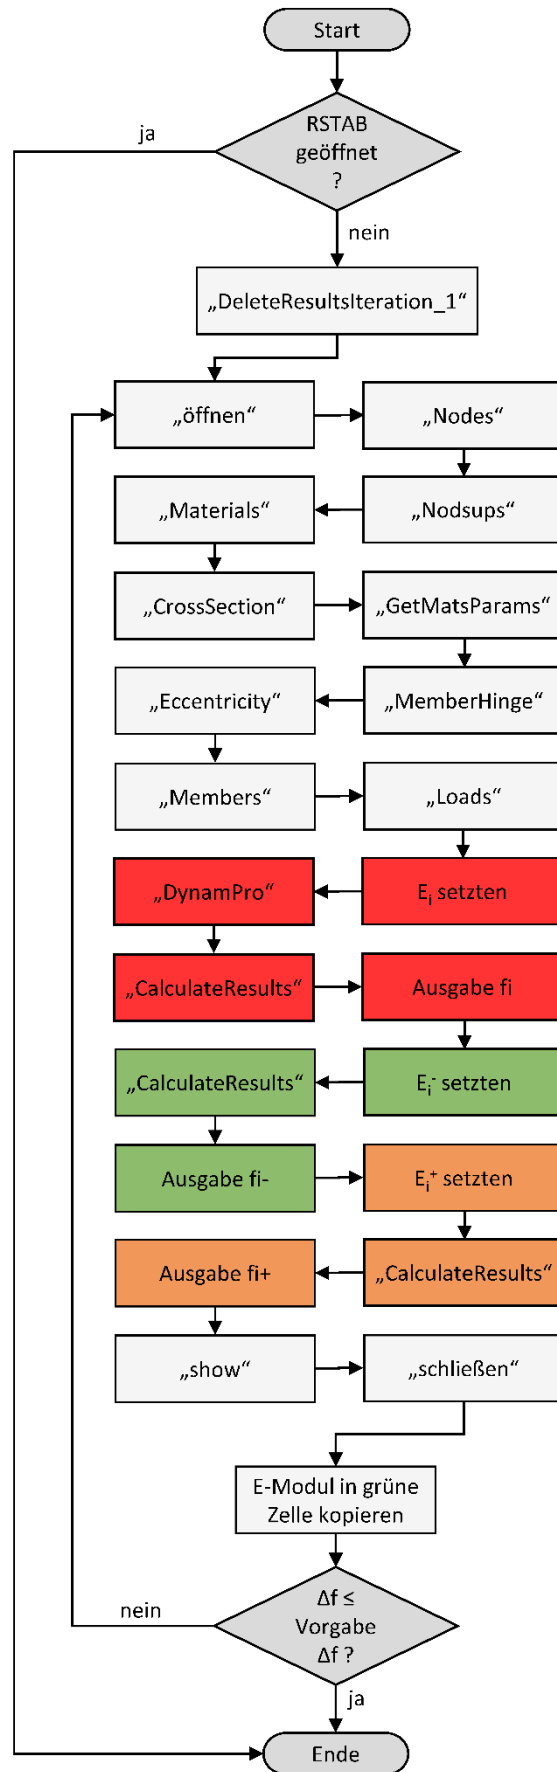 Start
RSTAB
geöffnet
?
ja
nein
„DeleteResultsIteration_1“
„öffnen“
„Nodes“
„Nodsups“
„Materials“
„CrossSection“
„GetMatsParams“
„MemberHinge“
„Eccentricity“
„Members“
„Loads“
Eᵢ setzten
„DynamPro“
„CalculateResults“
Ausgabe fi
Eᵢ⁻ setzten
„CalculateResults“
Ausgabe fi-
Eᵢ⁺ setzten
„CalculateResults“
Ausgabe fi+
„show“
„schließen“
E-Modul in grüne
Zelle kopieren
Δf ≤
Vorgabe
Δf ?
nein
ja
Ende